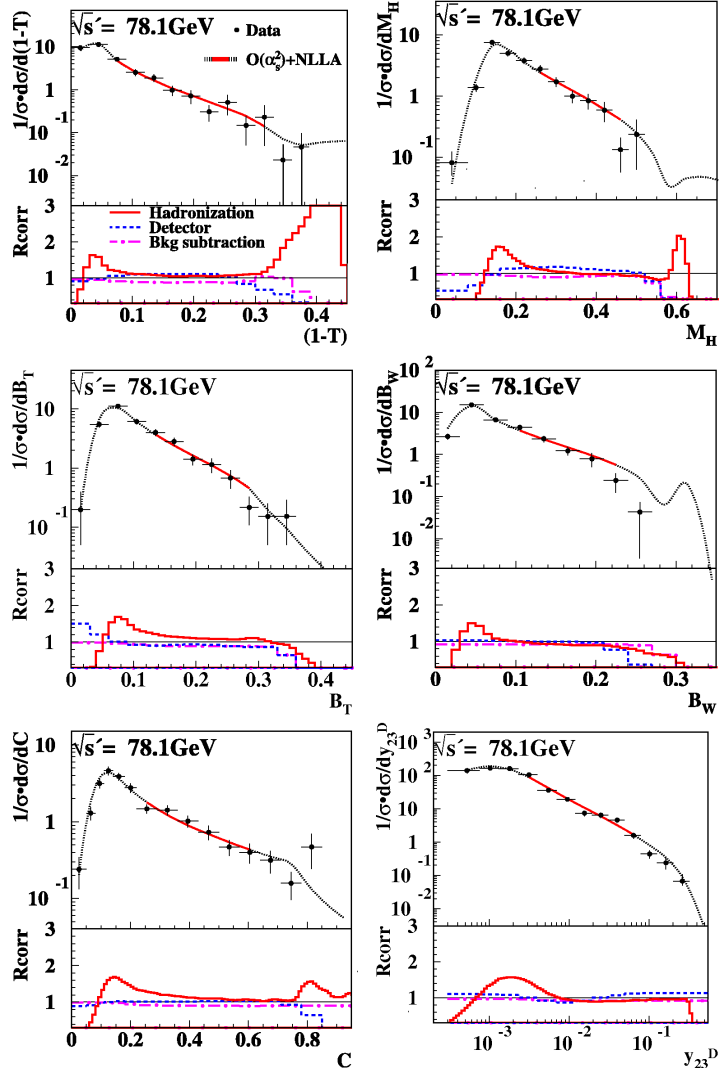 √s´= 78.1GeV
Data
O(α_s^2)+NLLA
1/σ•dσ/d(1-T)
10
1
10^-1
10^-2
3
Hadronization
Detector
Bkg subtraction
Rcorr
2
1
0 0.1 0.2 0.3 0.4
(1-T)
√s´= 78.1GeV
1/σ•dσ/dM_H
10
1
10^-1
3
Rcorr
2
1
0 0.2 0.4 0.6
M_H
√s´= 78.1GeV
1/σ•dσ/dB_T
10
1
10^-1
3
Rcorr
2
1
0 0.1 0.2 0.3 0.4
B_T
√s´= 78.1GeV
1/σ•dσ/dB_W
10^2
10
1
10^-1
10^-2
3
Rcorr
2
1
0 0.1 0.2 0.3
B_W
√s´= 78.1GeV
1/σ•dσ/dC
10
1
10^-1
3
Rcorr
2
1
0 0.2 0.4 0.6 0.8
C
√s´= 78.1GeV
1/σ•dσ/dy_23^D
10^3
10^2
10
1
10^-1
10^-2
3
Rcorr
2
1
10^-3 10^-2 10^-1
y_23^D